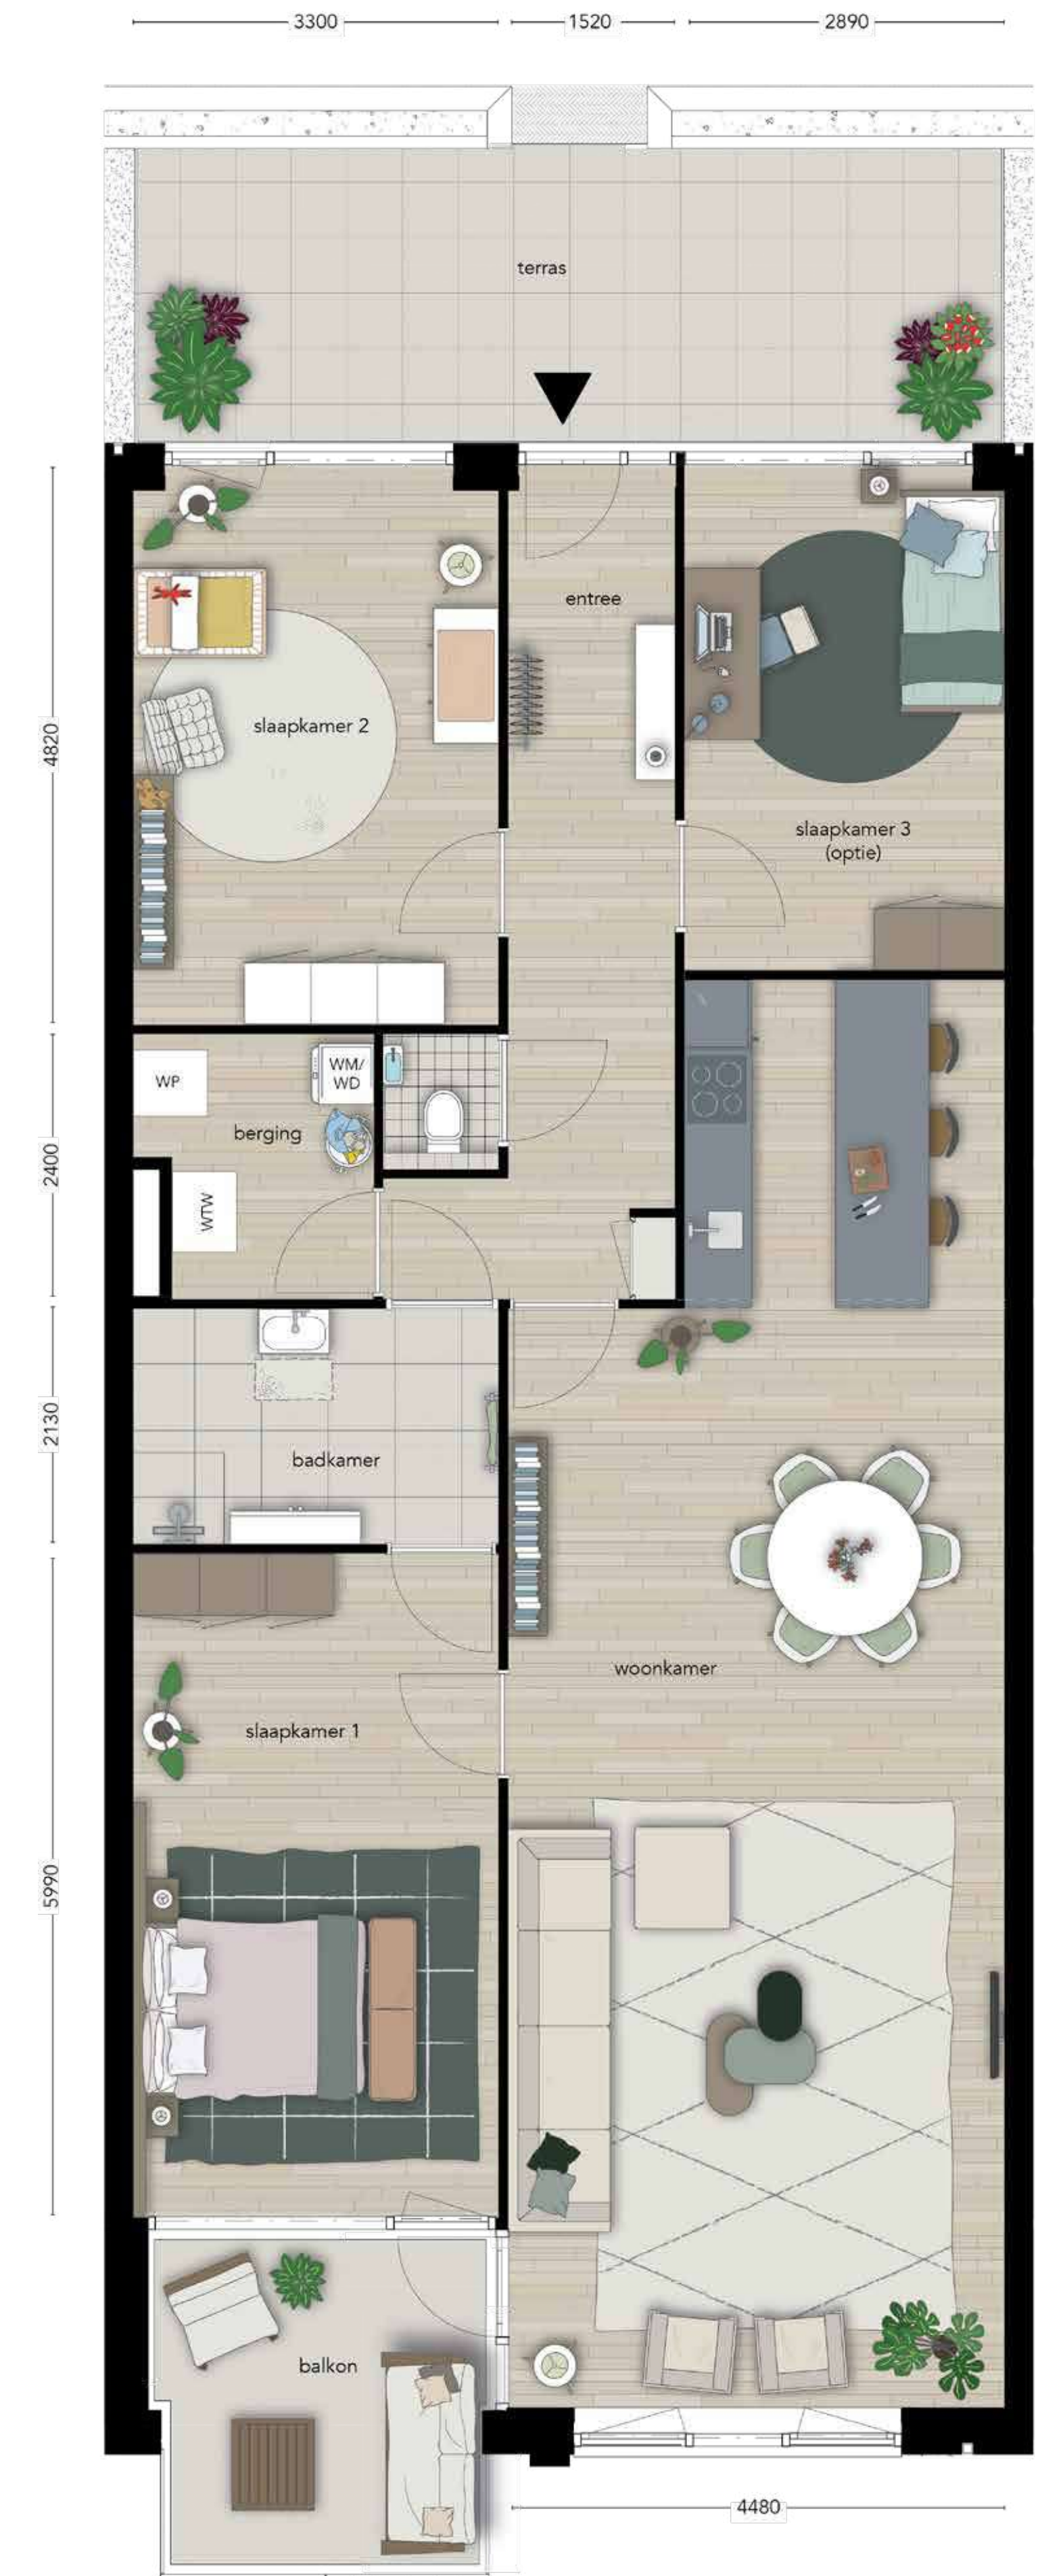 3300
1520
2890
terras
entree
slaapkamer 2
4820
slaapkamer 3
(optie)
WP
WM/
WD
berging
2400
WTW
2130
badkamer
woonkamer
slaapkamer 1
5990
balkon
4480